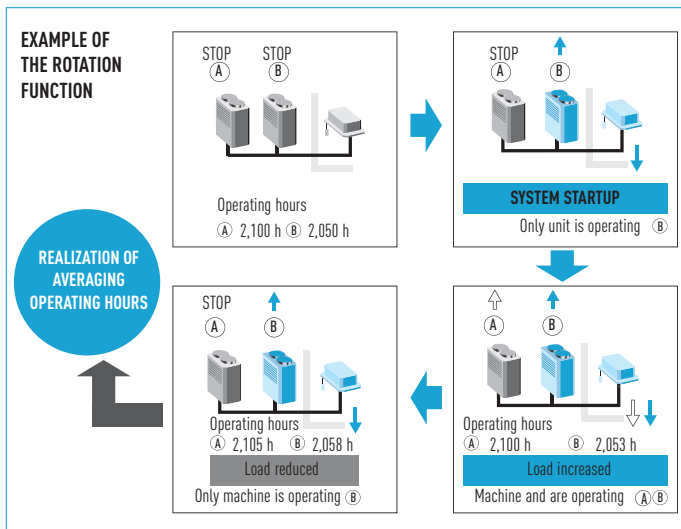 EXAMPLE OF
THE ROTATION
FUNCTION
STOP STOP
Ⓐ Ⓑ
Operating hours
Ⓐ 2,100 h Ⓑ 2,050 h
STOP
Ⓐ Ⓑ
SYSTEM STARTUP
Only unit is operating Ⓑ
Ⓐ Ⓑ
Operating hours
Ⓐ 2,100 h Ⓑ 2,053 h
Load increased
Machine and are operating Ⓐ Ⓑ
STOP
Ⓐ Ⓑ
Operating hours
Ⓐ 2,105 h Ⓑ 2,058 h
Load reduced
Only machine is operating Ⓑ
REALIZATION OF
AVERAGING
OPERATING HOURS